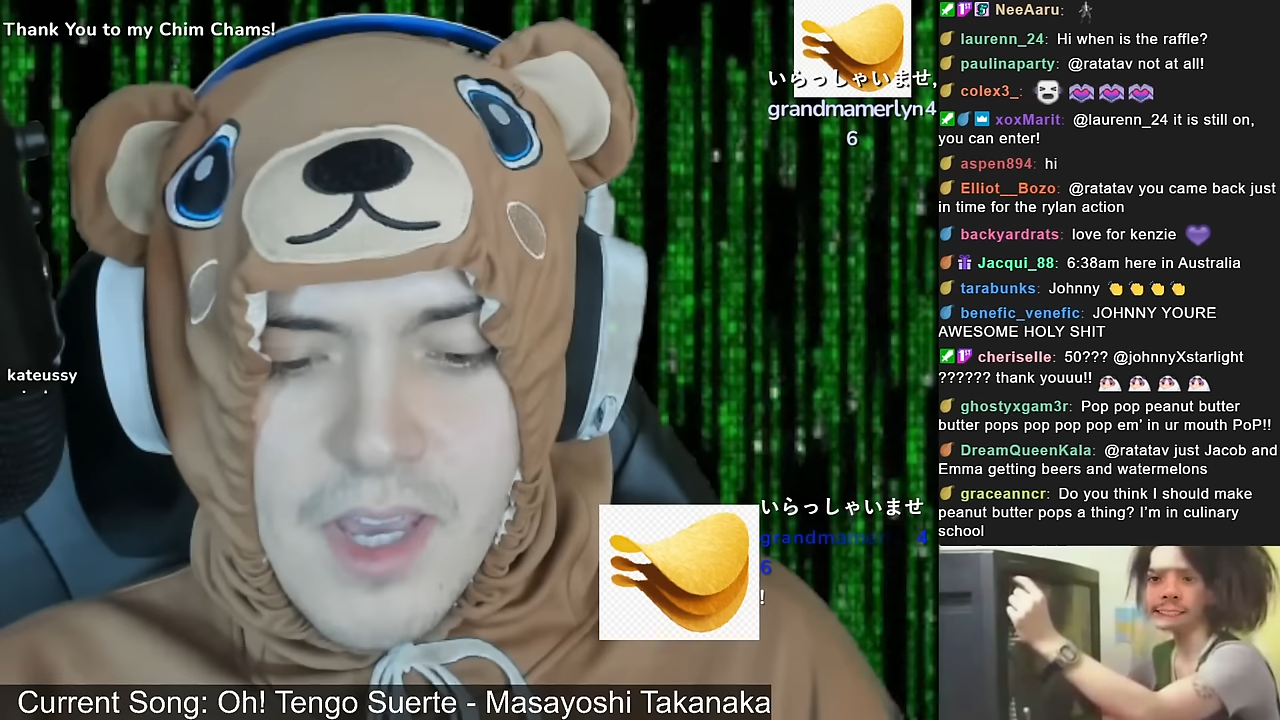 Thank You to my Chim Chams!
いらっしゃいませ,
grandmamerlyn4
6
kateussy
いらっしゃいませ
4
6
!
Current Song: Oh! Tengo Suerte - Masayoshi Takanaka
NeeAaru:
laurenn_24: Hi when is the raffle?
paulinaparty: @ratatav not at all!
colex3_:
xoxMarit: @laurenn_24 it is still on,
you can enter!
aspen894: hi
Elliot__Bozo: @ratatav you came back just
in time for the rylan action
backyardrats: love for kenzie 💜
Jacqui_88: 6:38am here in Australia
tarabunks: Johnny 👏👏👏👏
benefic_venefic: JOHNNY YOURE
AWESOME HOLY SHIT
cheriselle: 50??? @johnnyXstarlight
?????? thank youuu!!
ghostyxgam3r: Pop pop peanut butter
butter pops pop pop pop em' in ur mouth PoP!!
DreamQueenKala: @ratatav just Jacob and
Emma getting beers and watermelons
graceanncr: Do you think I should make
peanut butter pops a thing? I'm in culinary
school